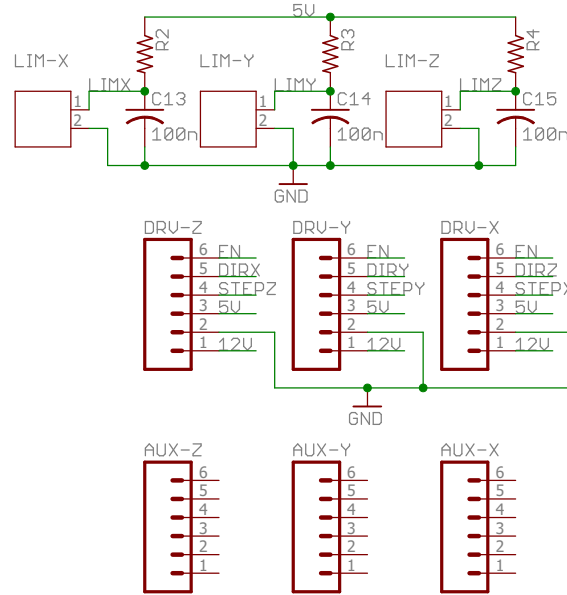 5V
R2 R3 R4
LIM-X LIM-Y LIM-Z
LIMX LIMY LIMZ
1 C13 1 C14 1 C15
2 100n 2 100n 2 100n
GND
DRV-Z DRV-Y DRV-X
6 EN 6 EN 6 EN
5 DIRX 5 DIRY 5 DIRZ
4 STEPZ 4 STEPY 4 STEPX
3 5V 3 5V 3 5V
2 2 2
1 12V 1 12V 1 12V
GND
AUX-Z AUX-Y AUX-X
6 6 6
5 5 5
4 4 4
3 3 3
2 2 2
1 1 1